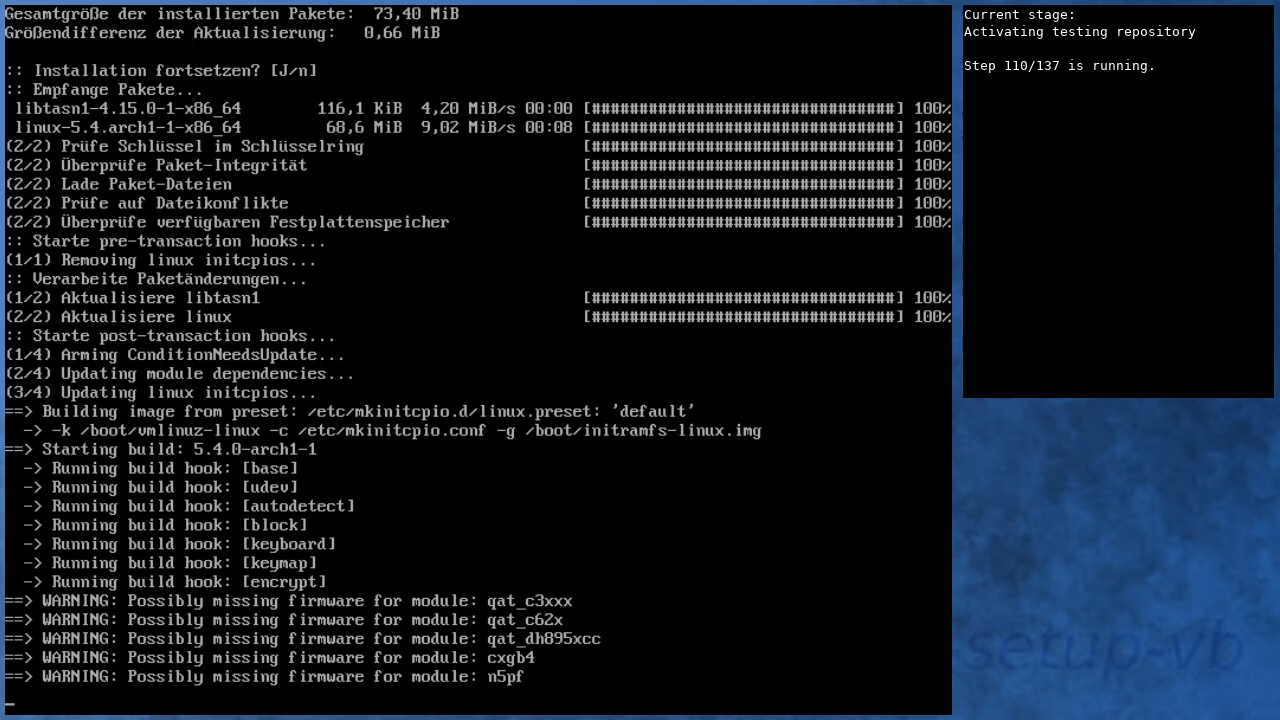 Gesamtgröße der installierten Pakete:  73,40 MiB
Größendifferenz der Aktualisierung:   0,66 MiB
:: Installation fortsetzen? [J/n]
:: Empfange Pakete...
 libtasn1-4.15.0-1-x86_64        116,1 KiB  4,20 MiB/s 00:00 [################################] 100%
 linux-5.4.arch1-1-x86_64         68,6 MiB  9,02 MiB/s 00:08 [################################] 100%
(2/2) Prüfe Schlüssel im Schlüsselring                       [################################] 100%
(2/2) Überprüfe Paket-Integrität                             [################################] 100%
(2/2) Lade Paket-Dateien                                     [################################] 100%
(2/2) Prüfe auf Dateikonflikte                               [################################] 100%
(2/2) Überprüfe verfügbaren Festplattenspeicher              [################################] 100%
:: Starte pre-transaction hooks...
(1/1) Removing linux initcpios...
:: Verarbeite Paketänderungen...
(1/2) Aktualisiere libtasn1                                  [################################] 100%
(2/2) Aktualisiere linux                                     [################################] 100%
:: Starte post-transaction hooks...
(1/4) Arming ConditionNeedsUpdate...
(2/4) Updating module dependencies...
(3/4) Updating linux initcpios...
==> Building image from preset: /etc/mkinitcpio.d/linux.preset: 'default'
  -> -k /boot/vmlinuz-linux -c /etc/mkinitcpio.conf -g /boot/initramfs-linux.img
==> Starting build: 5.4.0-arch1-1
  -> Running build hook: [base]
  -> Running build hook: [udev]
  -> Running build hook: [autodetect]
  -> Running build hook: [block]
  -> Running build hook: [keyboard]
  -> Running build hook: [keymap]
  -> Running build hook: [encrypt]
==> WARNING: Possibly missing firmware for module: qat_c3xxx
==> WARNING: Possibly missing firmware for module: qat_c62x
==> WARNING: Possibly missing firmware for module: qat_dh895xcc
==> WARNING: Possibly missing firmware for module: cxgb4
==> WARNING: Possibly missing firmware for module: n5pf
Current stage:
Activating testing repository
Step 110/137 is running.
setup-vb